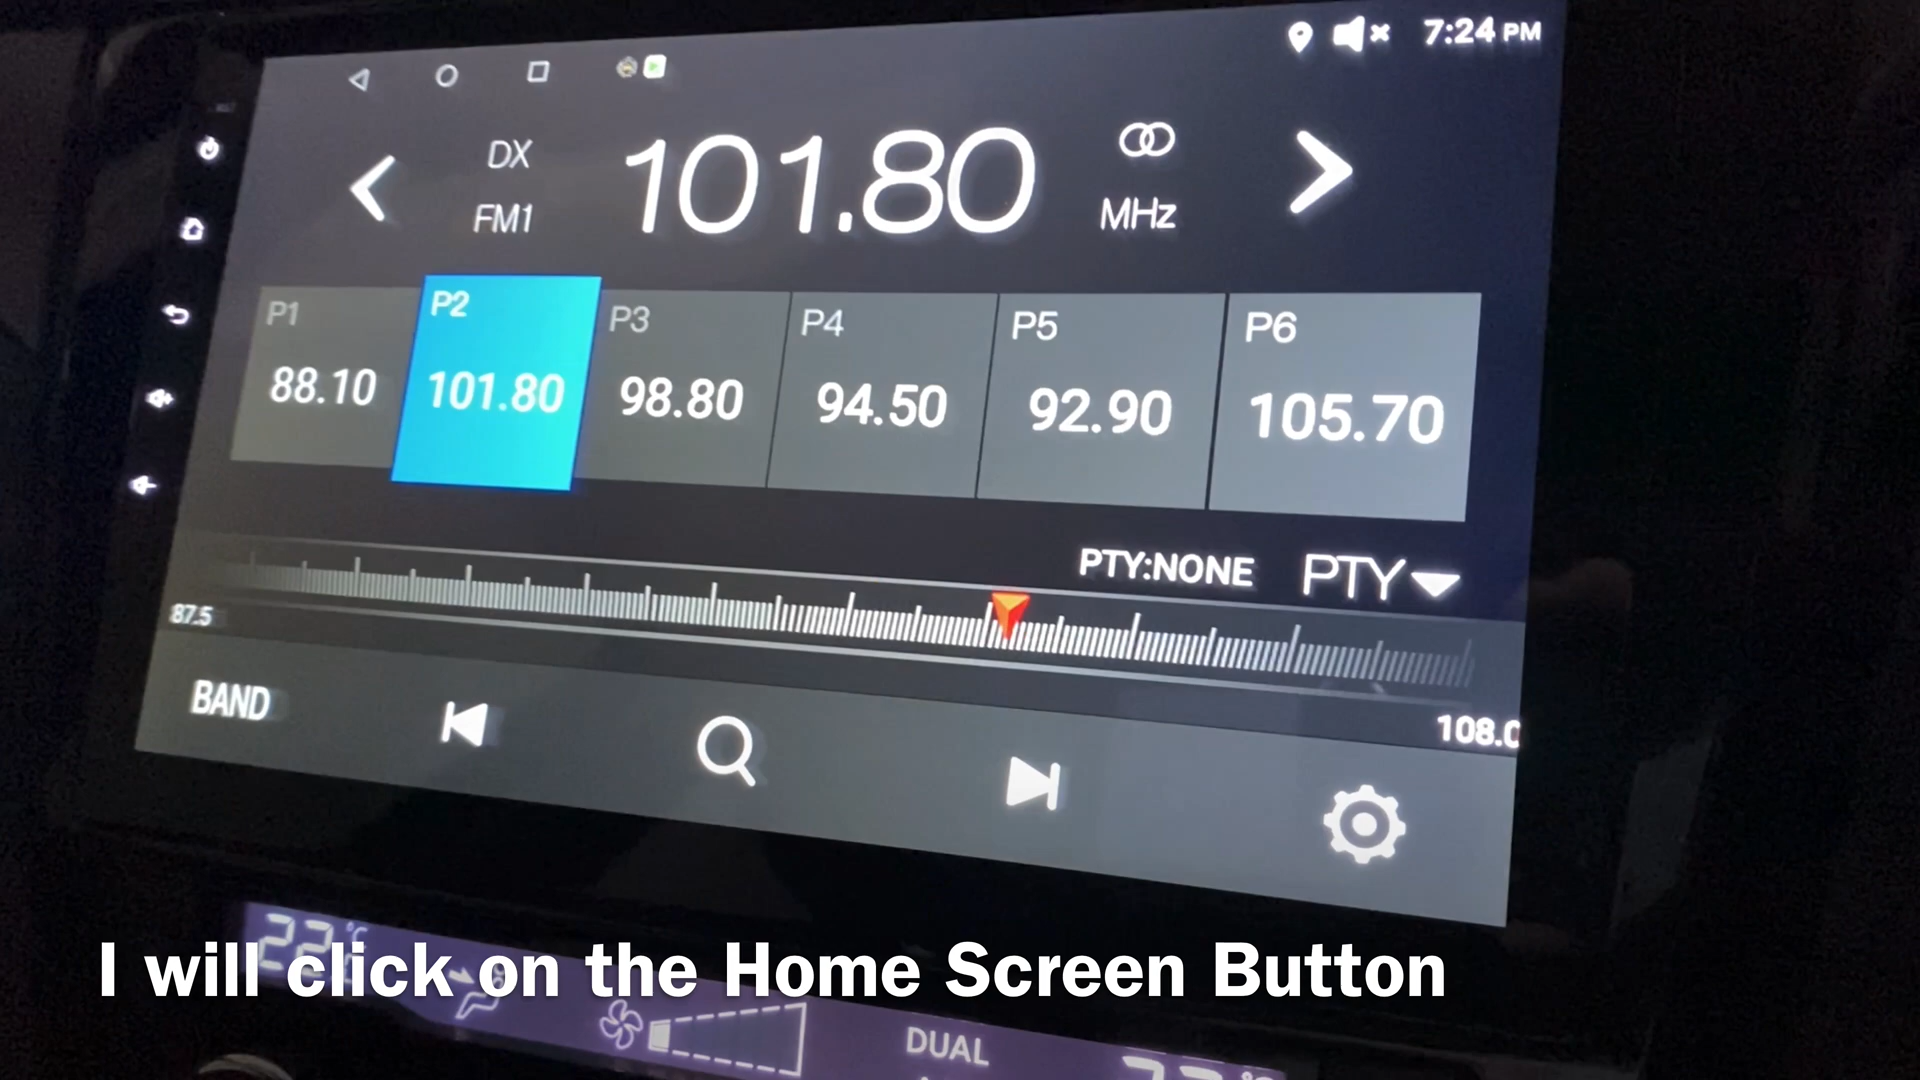 7:24 PM
DX
FM1
101.80
MHz
P1
88.10
P2
101.80
P3
98.80
P4
94.50
P5
92.90
P6
105.70
PTY:NONE
PTY
87.5
108.0
BAND
22°C
I will click on the Home Screen Button
DUAL